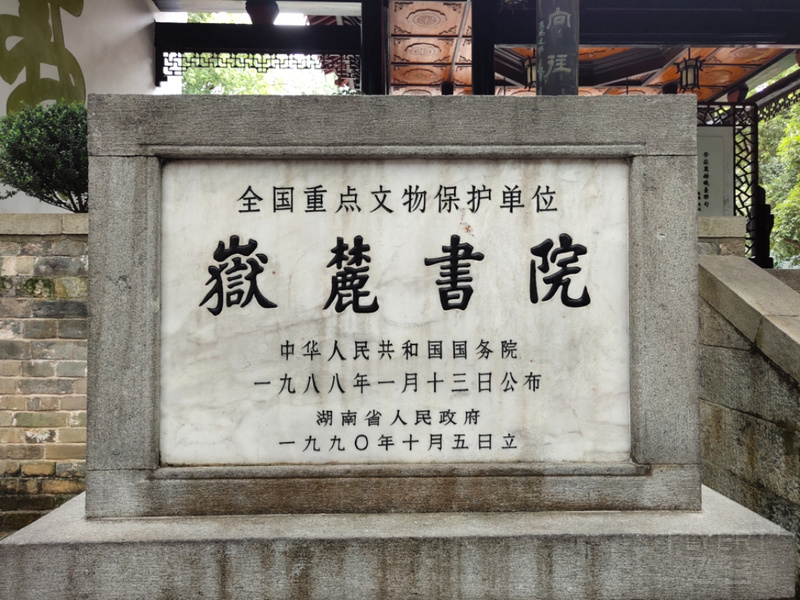 全国重点文物保护单位
嶽麓書院
中华人民共和国国务院
一九八八年一月十三日公布
湖南省人民政府
一九九〇年十月五日立